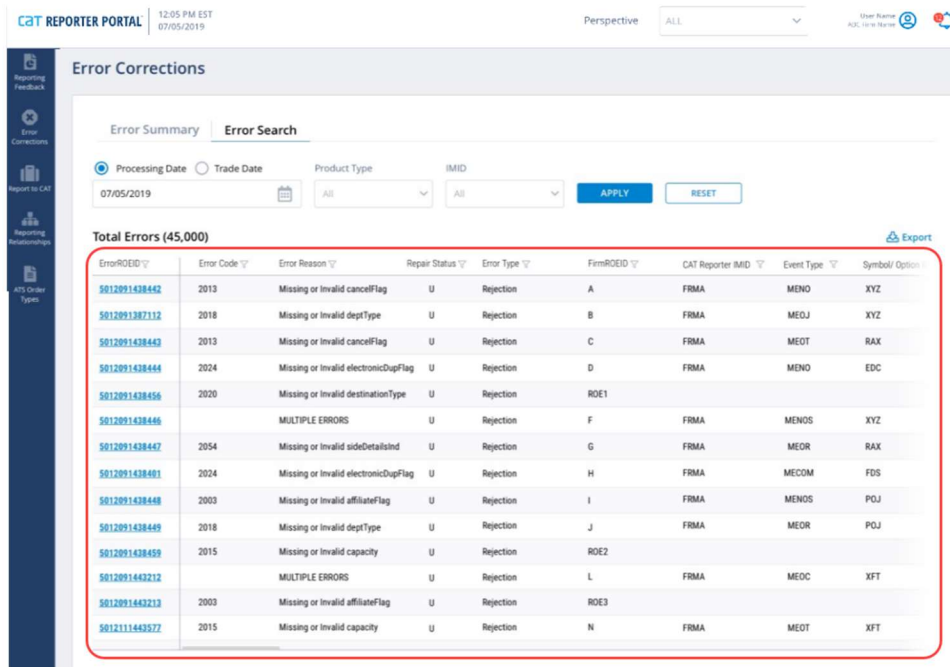 CAT REPORTER PORTAL 12:05 PM EST
07/05/2019
Perspective ALL
User Name
Reporting
Feedback
Error
Corrections
Report to CAT
Reporting
Relationships
ATS Order
Types
Error Corrections
Error Summary Error Search
Processing Date Trade Date Product Type IMID
07/05/2019 All All APPLY RESET
Total Errors (45,000) Export
ErrorROEID Error Code Error Reason Repair Status Error Type FirmROEID CAT Reporter IMID Event Type Symbol/ Option
5012091438442 2013 Missing or Invalid cancelFlag U Rejection A FRMA MENO XYZ
5012091387112 2018 Missing or Invalid deptType U Rejection B FRMA MEOJ XYZ
5012091438443 2013 Missing or Invalid cancelFlag U Rejection C FRMA MEOT RAX
5012091438444 2024 Missing or Invalid electronicDupFlag U Rejection D FRMA MENO EDC
5012091438456 2020 Missing or Invalid destinationType U Rejection ROE1
5012091438446 MULTIPLE ERRORS U Rejection F FRMA MENOS XYZ
5012091438447 2054 Missing or Invalid sideDetailsInd U Rejection G FRMA MEOR RAX
5012091438401 2024 Missing or Invalid electronicDupFlag U Rejection H FRMA MECOM FDS
5012091438448 2003 Missing or Invalid affiliateFlag U Rejection I FRMA MENOS POJ
5012091438449 2018 Missing or Invalid deptType U Rejection J FRMA MEOR POJ
5012091438459 2015 Missing or Invalid capacity U Rejection ROE2
5012091443212 MULTIPLE ERRORS U Rejection L FRMA MEOC XFT
5012091443213 2003 Missing or Invalid affiliateFlag U Rejection ROE3
5012111443577 2015 Missing or Invalid capacity U Rejection N FRMA MEOT XFT